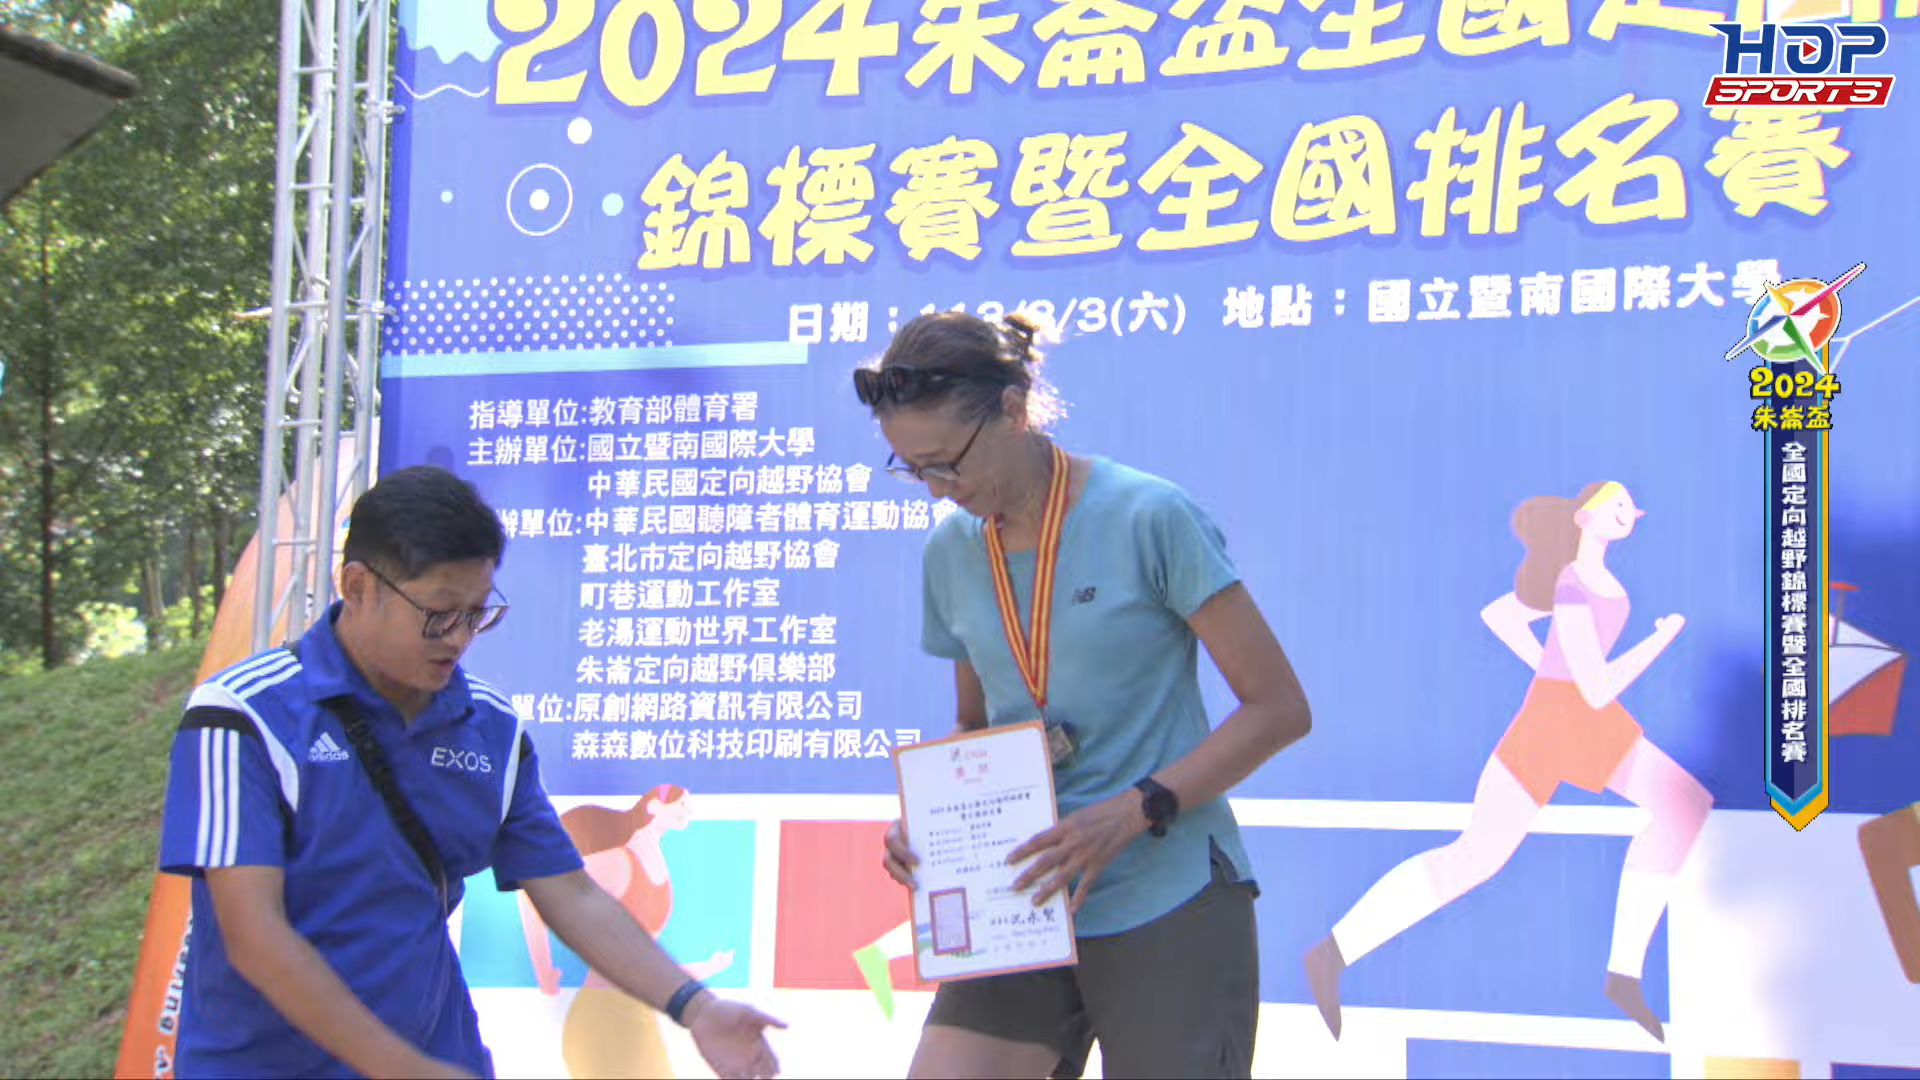 2024朱崙盃全國定向
錦標賽暨全國排名賽
日期：113/8/3(六) 地點：國立暨南國際大學
指導單位:教育部體育署
主辦單位:國立暨南國際大學
中華民國定向越野協會
辦單位:中華民國聽障者體育運動協會
臺北市定向越野協會
町巷運動工作室
老湯運動世界工作室
朱崙定向越野俱樂部
單位:原創網路資訊有限公司
森森數位科技印刷有限公司
HOP
SPORTS
2024
朱崙盃
全國定向越野錦標賽暨全國排名賽
adidas
EXOS